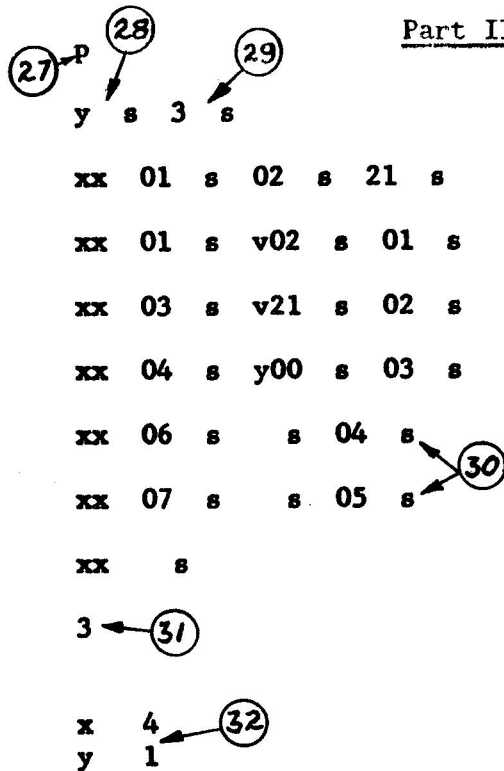 28 Part II
27 p 29
y s 3 s
xx 01 s 02 s 21 s
xx 01 s v02 s 01 s
xx 03 s v21 s 02 s
xx 04 s y00 s 03 s
xx 06 s s 04 s
30
xx 07 s s 05 s
xx s
3 31
x 4 32
y 1